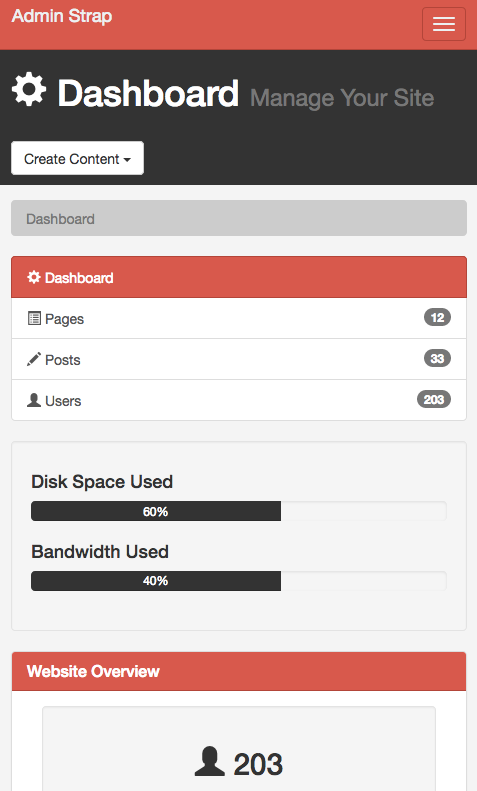 Admin Strap
Dashboard Manage Your Site
Create Content
Dashboard
Dashboard
Pages 12
Posts 33
Users 203
Disk Space Used
60%
Bandwidth Used
40%
Website Overview
203